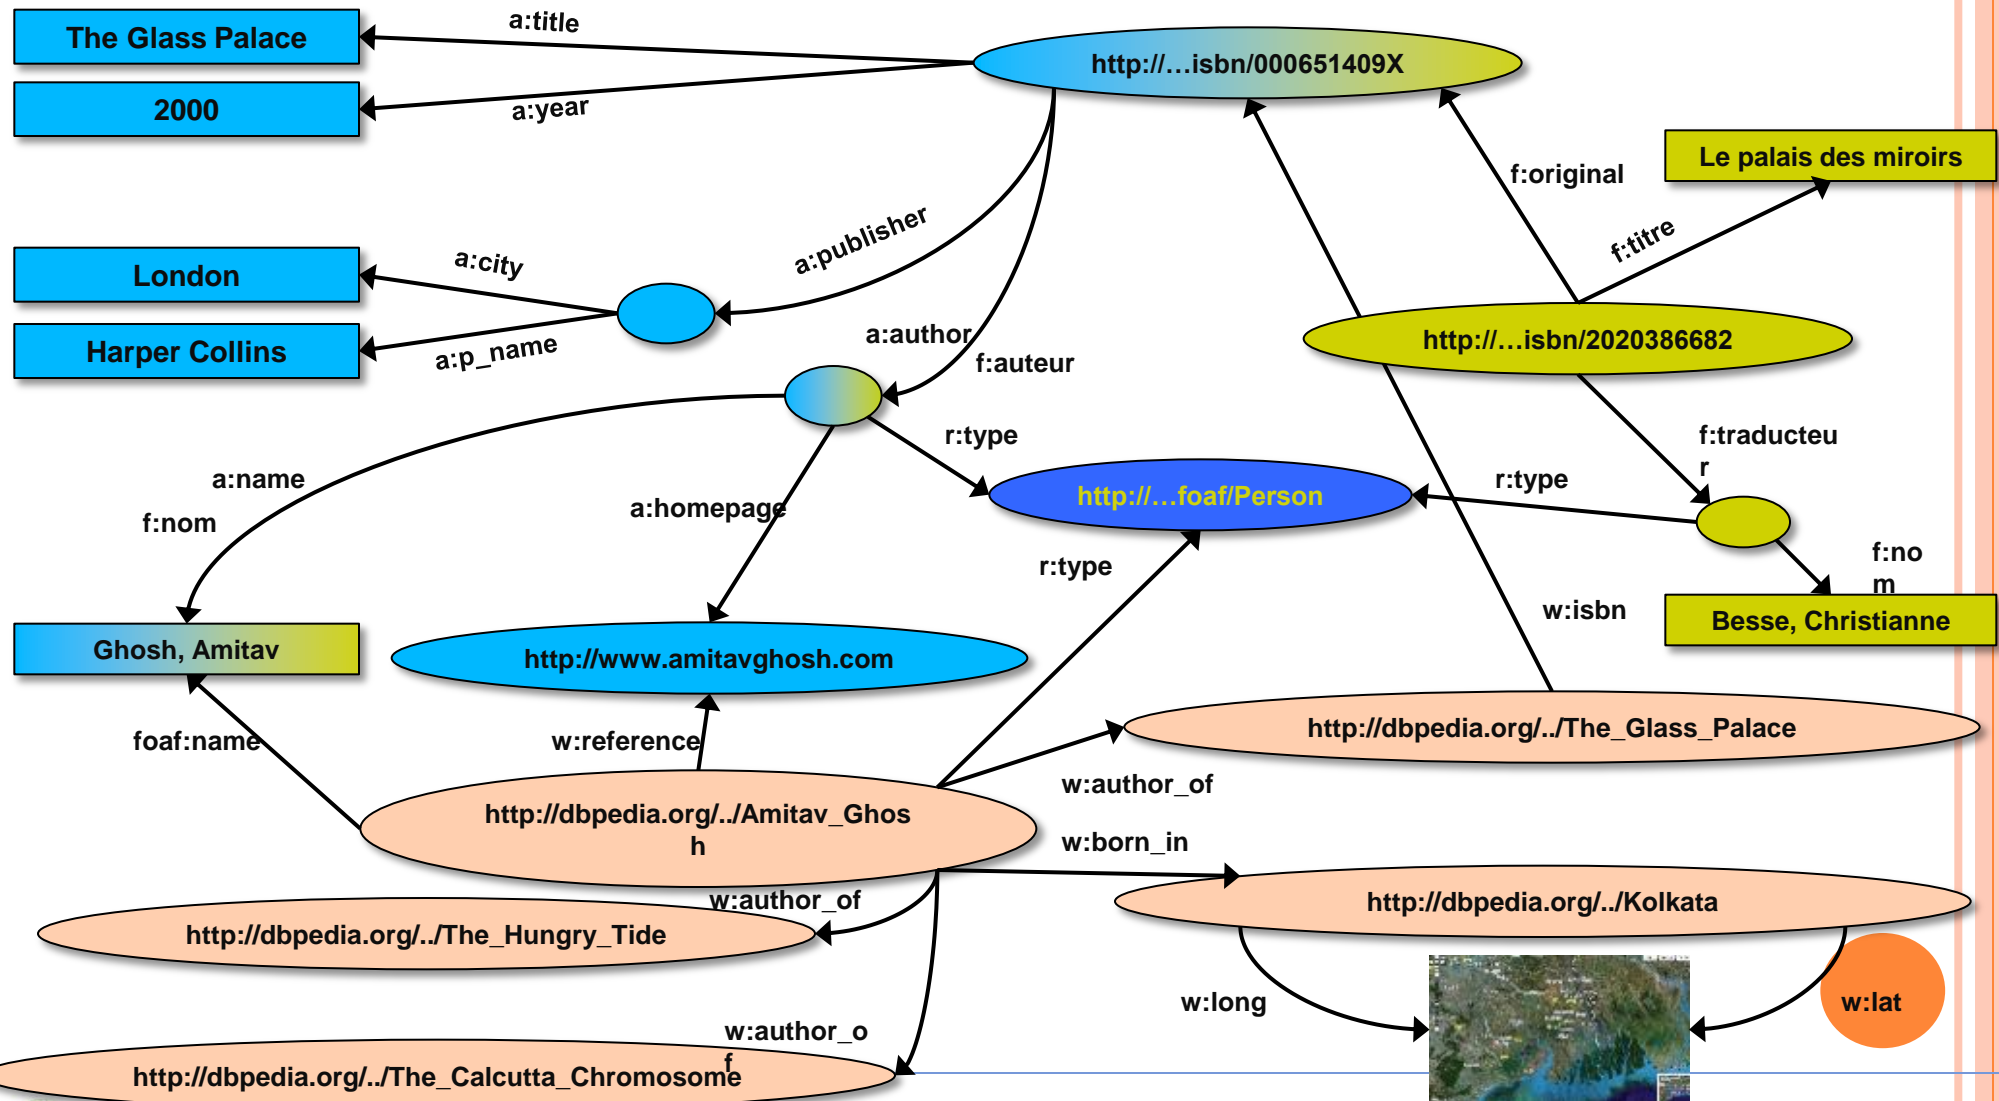 a:title
The Glass Palace
http://…isbn/000651409X
2000
a:year
Le palais des miroirs
f:original
a:publisher
f:titre
London
a:city
a:author
http://…isbn/2020386682
Harper Collins
a:p_name
f:auteur
r:type
f:traducteu
r
a:name
r:type
http://…foaf/Person
a:homepage
f:nom
f:no
m
r:type
w:isbn
Besse, Christianne
Ghosh, Amitav
http://www.amitavghosh.com
http://dbpedia.org/../The_Glass_Palace
foaf:name
w:reference
w:author_of
http://dbpedia.org/../Amitav_Ghos
h
w:born_in
w:author_of
http://dbpedia.org/../Kolkata
http://dbpedia.org/../The_Hungry_Tide
w:long
w:lat
w:author_o
f
http://dbpedia.org/../The_Calcutta_Chromosome